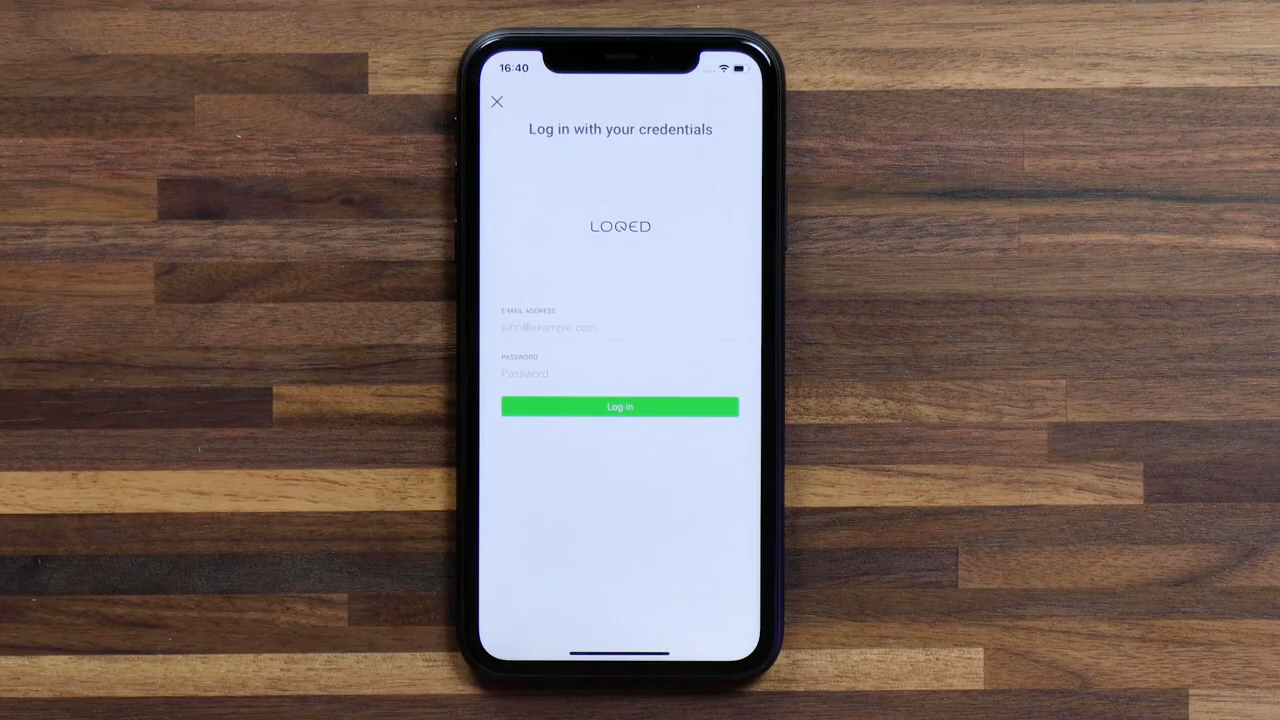 16:40
Log in with your credentials
LOQED
E-MAIL ADDRESS
john@example.com
PASSWORD
Password
Log in